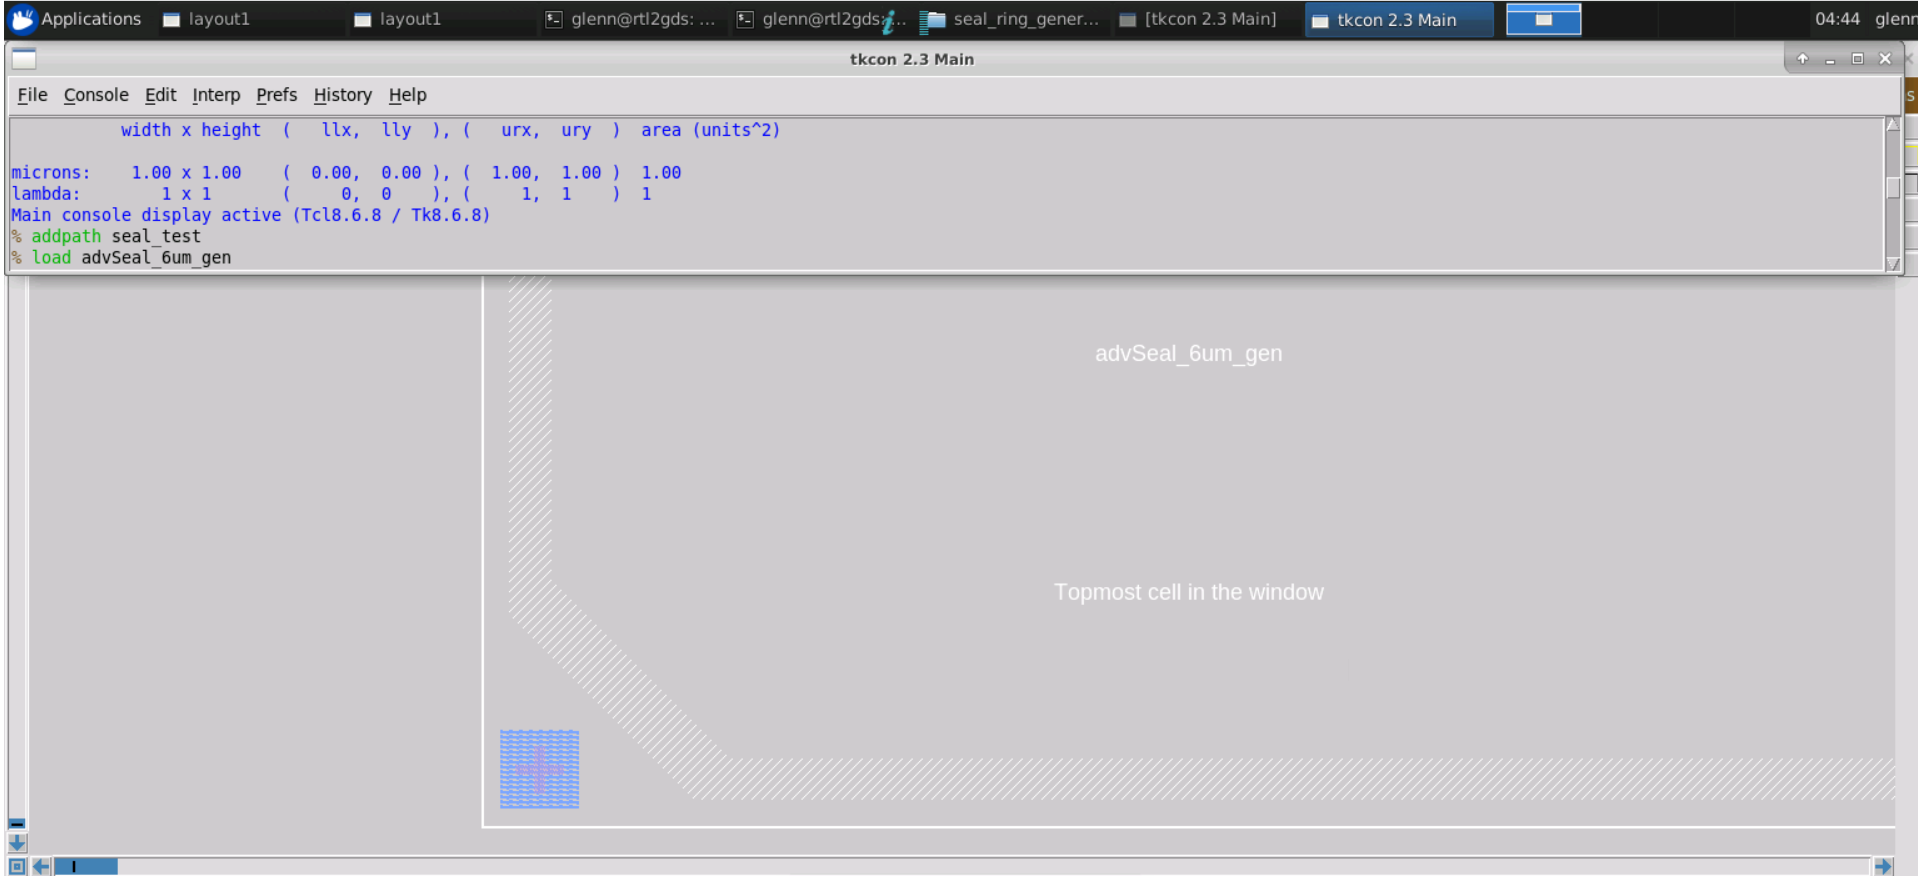 Applications layout1 layout1 glenn@rtl2gds: ... glenn@rtl2gds: ... seal_ring_gener... [tkcon 2.3 Main] tkcon 2.3 Main 04:44 glenn
tkcon 2.3 Main
File Console Edit Interp Prefs History Help
width x height ( llx, lly ), ( urx, ury ) area (units^2)
microns: 1.00 x 1.00 ( 0.00, 0.00 ), ( 1.00, 1.00 ) 1.00
lambda: 1 x 1 ( 0, 0 ), ( 1, 1 ) 1
Main console display active (Tcl8.6.8 / Tk8.6.8)
% addpath seal_test
% load advSeal_6um_gen
advSeal_6um_gen
Topmost cell in the window